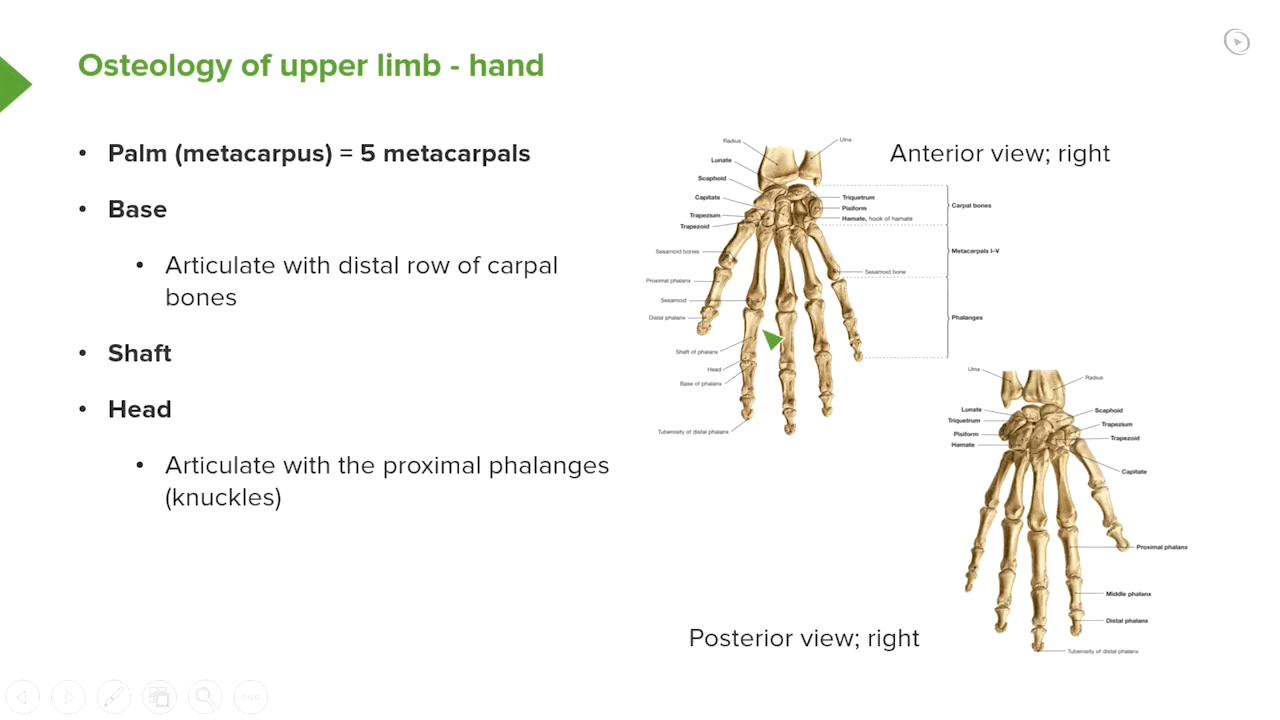 Osteology of upper limb - hand
• Palm (metacarpus) = 5 metacarpals
• Base
• Articulate with distal row of carpal
bones
• Shaft
• Head
• Articulate with the proximal phalanges
(knuckles)
Anterior view; right
Radius
Ulna
Lunate
Scaphoid
Capitate
Trapezium
Trapezoid
Triquetrum
Pisiform
Hamate, hook of hamate
Carpal bones
Sesamoid bones
Metacarpals I–V
Sesamoid bone
Proximal phalanx
Sesamoid
Distal phalanx
Phalanges
Shaft of phalanx
Head
Base of phalanx
Tuberosity of distal phalanx
Ulna
Radius
Lunate
Triquetrum
Pisiform
Hamate
Scaphoid
Trapezium
Trapezoid
Capitate
Proximal phalanx
Middle phalanx
Distal phalanx
Tuberosity of distal phalanx
Posterior view; right